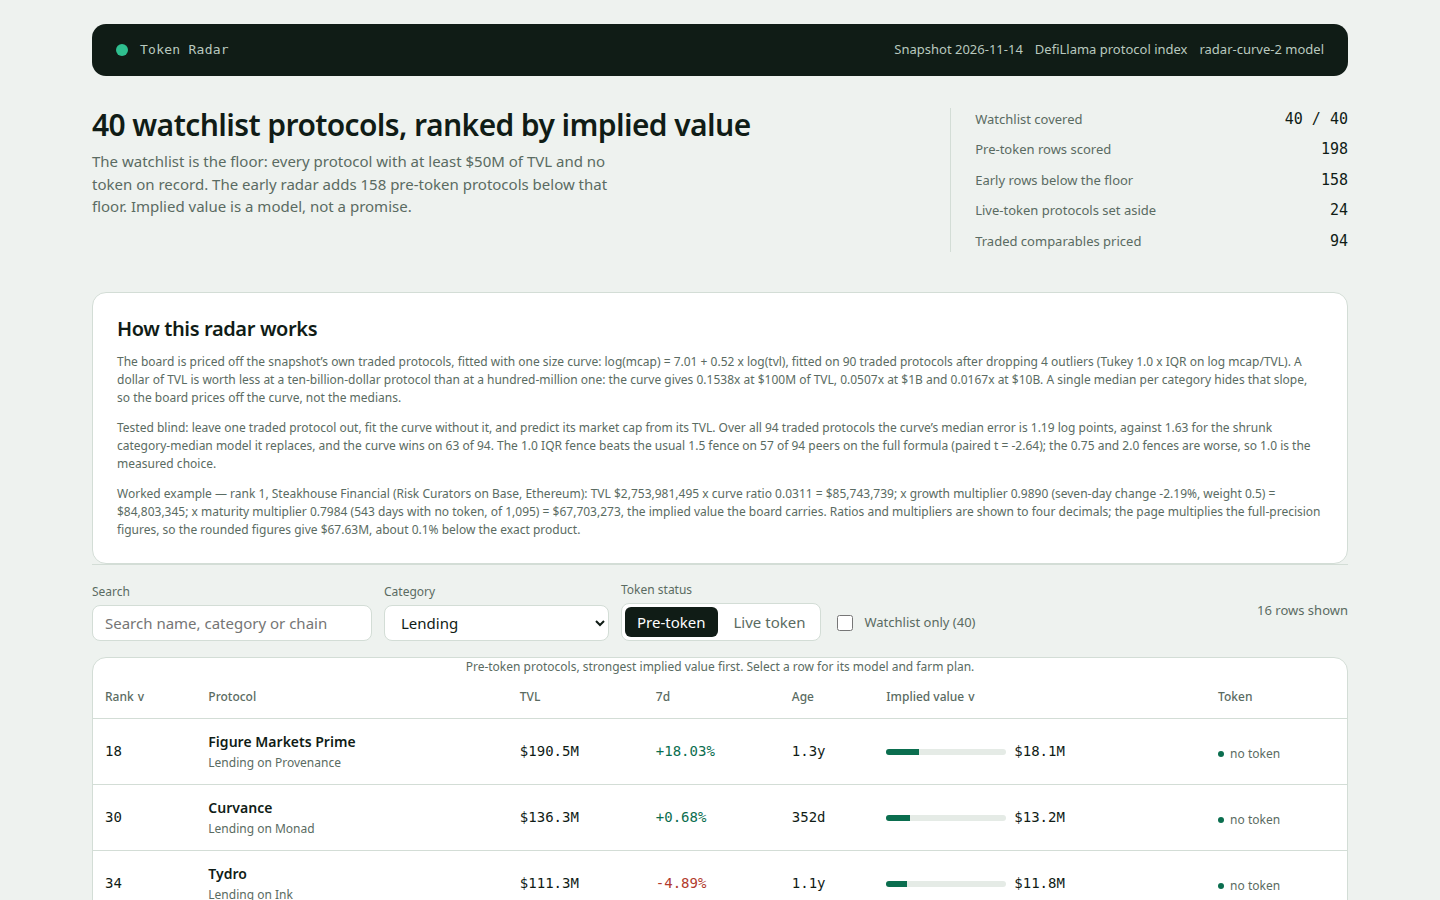 Token Radar
Snapshot 2026-11-14 DefiLlama protocol index radar-curve-2 model
40 watchlist protocols, ranked by implied value
The watchlist is the floor: every protocol with at least $50M of TVL and no
token on record. The early radar adds 158 pre-token protocols below that
floor. Implied value is a model, not a promise.
Watchlist covered 40 / 40
Pre-token rows scored 198
Early rows below the floor 158
Live-token protocols set aside 24
Traded comparables priced 94
How this radar works
The board is priced off the snapshot's own traded protocols, fitted with one size curve: log(mcap) = 7.01 + 0.52 x log(tvl), fitted on 90 traded protocols after dropping 4 outliers (Tukey 1.0 x IQR on log mcap/TVL). A
dollar of TVL is worth less at a ten-billion-dollar protocol than at a hundred-million one: the curve gives 0.1538x at $100M of TVL, 0.0507x at $1B and 0.0167x at $10B. A single median per category hides that slope,
so the board prices off the curve, not the medians.
Tested blind: leave one traded protocol out, fit the curve without it, and predict its market cap from its TVL. Over all 94 traded protocols the curve's median error is 1.19 log points, against 1.63 for the shrunk
category-median model it replaces, and the curve wins on 63 of 94. The 1.0 IQR fence beats the usual 1.5 fence on 57 of 94 peers on the full formula (paired t = -2.64); the 0.75 and 2.0 fences are worse, so 1.0 is the
measured choice.
Worked example — rank 1, Steakhouse Financial (Risk Curators on Base, Ethereum): TVL $2,753,981,495 x curve ratio 0.0311 = $85,743,739; x growth multiplier 0.9890 (seven-day change -2.19%, weight 0.5) =
$84,803,345; x maturity multiplier 0.7984 (543 days with no token, of 1,095) = $67,703,273, the implied value the board carries. Ratios and multipliers are shown to four decimals; the page multiplies the full-precision
figures, so the rounded figures give $67.63M, about 0.1% below the exact product.
Search Category Token status
Search name, category or chain Lending Pre-token Live token Watchlist only (40) 16 rows shown
Pre-token protocols, strongest implied value first. Select a row for its model and farm plan.
Rank v Protocol TVL 7d Age Implied value v Token
18 Figure Markets Prime $190.5M +18.03% 1.3y $18.1M no token
Lending on Provenance
30 Curvance $136.3M +0.68% 352d $13.2M no token
Lending on Monad
34 Tydro $111.3M -4.89% 1.1y $11.8M no token
Lending on Ink